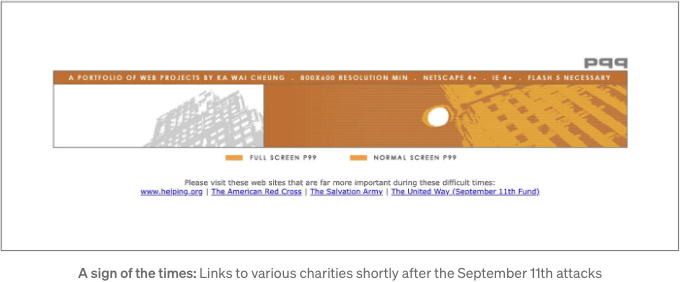 p99
A PORTFOLIO OF WEB PROJECTS BY KA WAI CHEUNG . 800X600 RESOLUTION MIN . NETSCAPE 4+ . IE 4+ . FLASH 5 NECESSARY
FULL SCREEN P99 NORMAL SCREEN P99
Please visit these web sites that are far more important during these difficult times:
www.helping.org | The American Red Cross | The Salvation Army | The United Way (September 11th Fund)
A sign of the times: Links to various charities shortly after the September 11th attacks